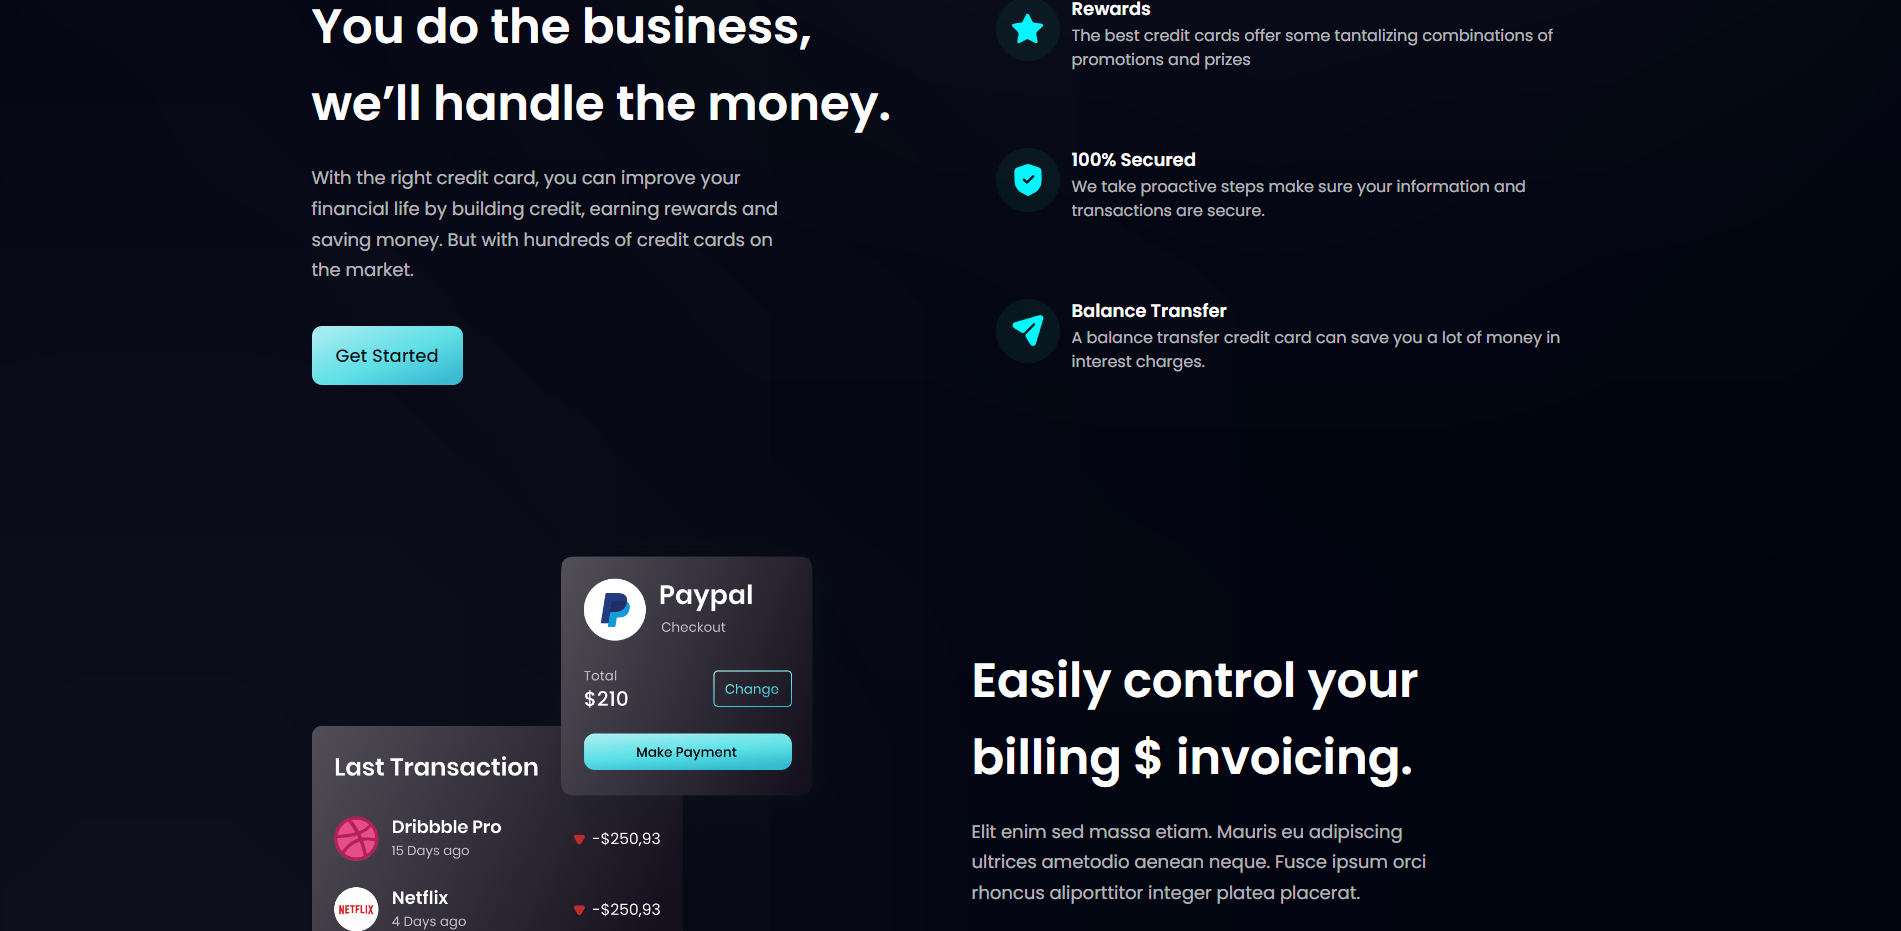 You do the business,
we’ll handle the money.
With the right credit card, you can improve your
financial life by building credit, earning rewards and
saving money. But with hundreds of credit cards on
the market.
Get Started
Rewards
The best credit cards offer some tantalizing combinations of
promotions and prizes
100% Secured
We take proactive steps make sure your information and
transactions are secure.
Balance Transfer
A balance transfer credit card can save you a lot of money in
interest charges.
Paypal
Checkout
Total
$210
Change
Make Payment
Last Transaction
Dribbble Pro
15 Days ago
-$250,93
NETFLIX
Netflix
4 Days ago
-$250,93
Easily control your
billing $ invoicing.
Elit enim sed massa etiam. Mauris eu adipiscing
ultrices ametodio aenean neque. Fusce ipsum orci
rhoncus aliporttitor integer platea placerat.